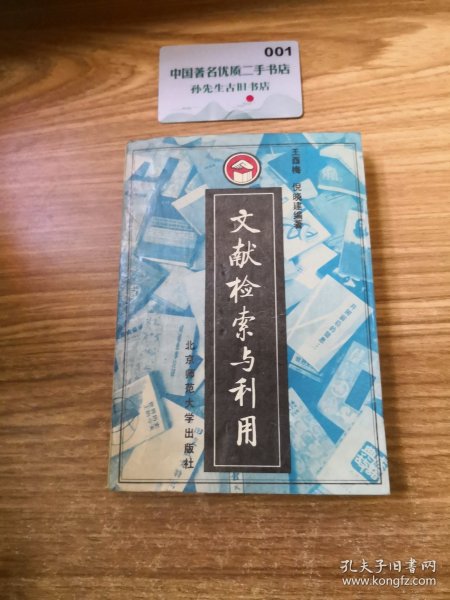 001
中国著名优质二手书店
孙先生古旧书店
王酉梅 倪晓建编著
文献检索与利用
北京师范大学出版社
孔夫子旧书网
www.kongfz.com